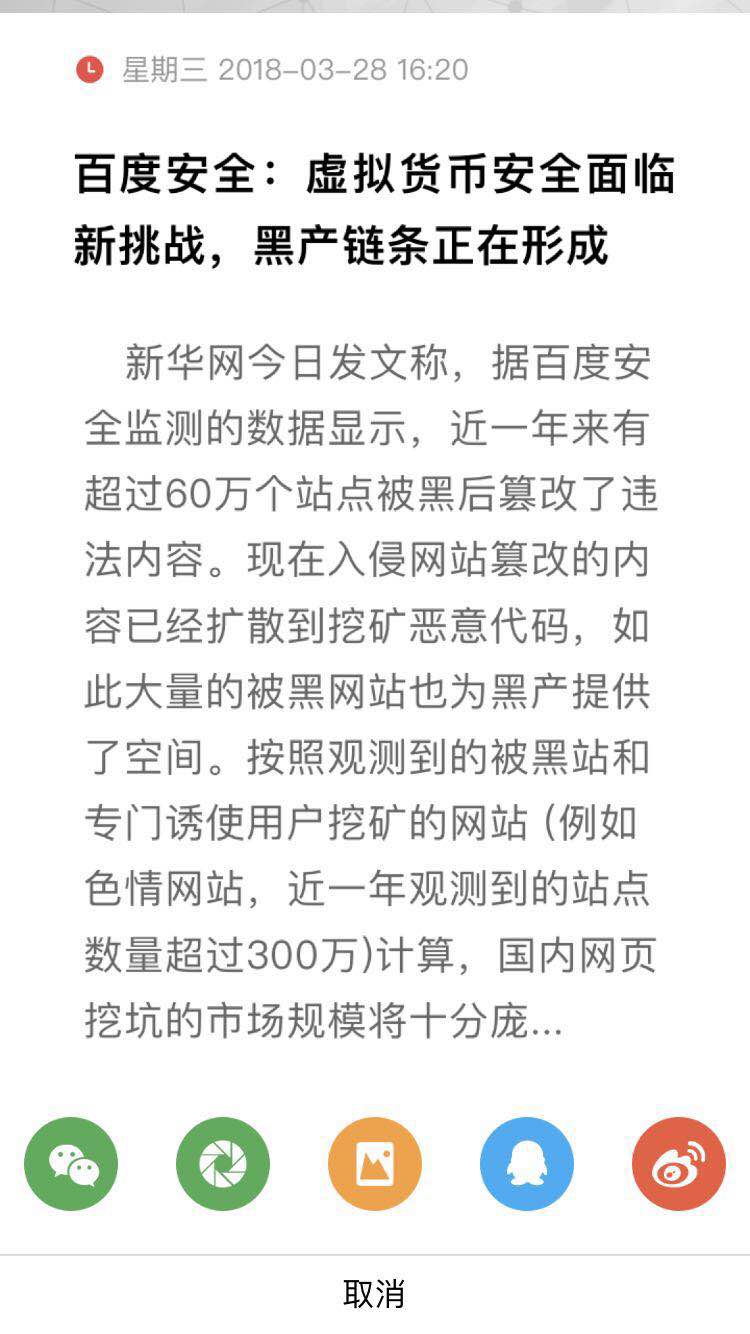 星期三 2018-03-28 16:20
百度安全：虚拟货币安全面临
新挑战，黑产链条正在形成
新华网今日发文称，据百度安
全监测的数据显示，近一年来有
超过60万个站点被黑后篡改了违
法内容。现在入侵网站篡改的内
容已经扩散到挖矿恶意代码，如
此大量的被黑网站也为黑产提供
了空间。按照观测到的被黑站和
专门诱使用户挖矿的网站 (例如
色情网站，近一年观测到的站点
数量超过300万)计算，国内网页
挖坑的市场规模将十分庞...
取消